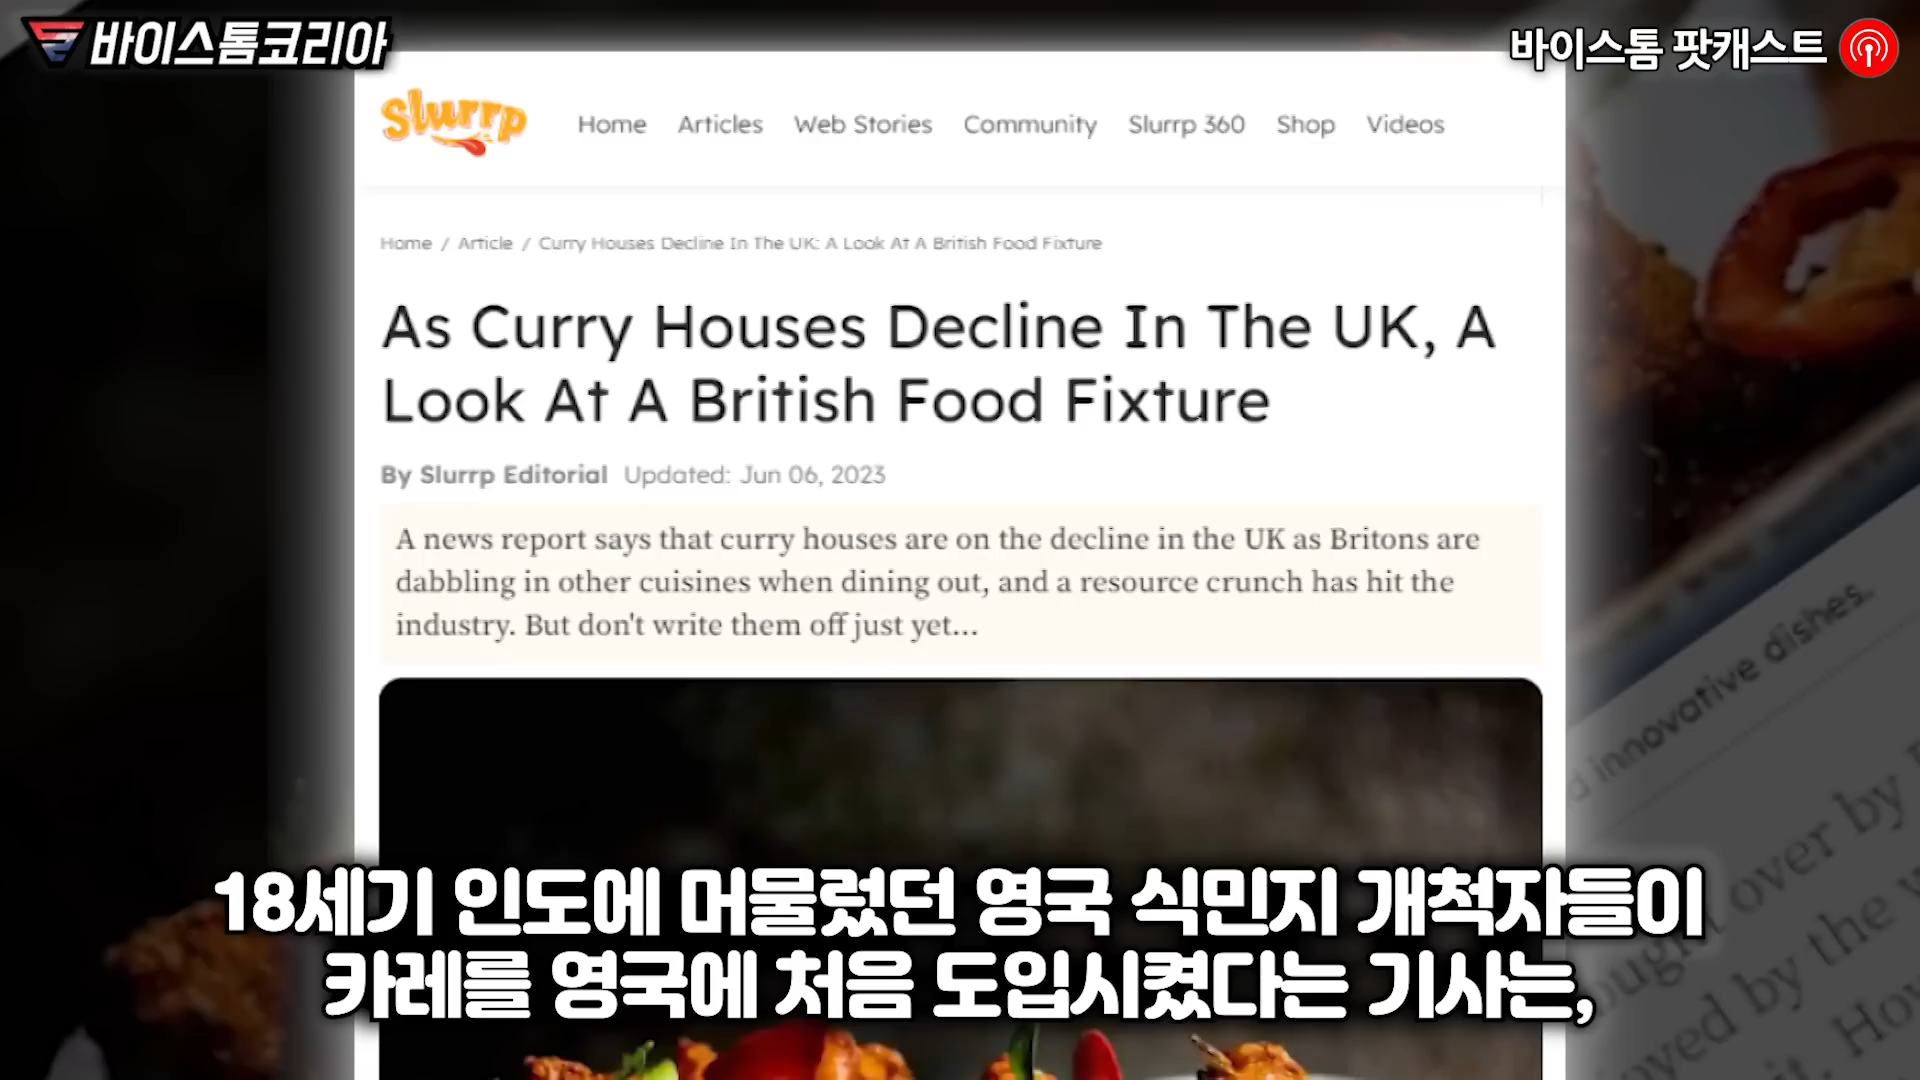 바이스톰코리아
바이스톰 팟캐스트
Slurrp
Home Articles Web Stories Community Slurrp 360 Shop Videos
Home / Article / Curry Houses Decline In The UK: A Look At A British Food Fixture
As Curry Houses Decline In The UK, A
Look At A British Food Fixture
By Slurrp Editorial Updated: Jun 06, 2023
A news report says that curry houses are on the decline in the UK as Britons are
dabbling in other cuisines when dining out, and a resource crunch has hit the
industry. But don't write them off just yet...
innovative dishes.
over by
by the
it.
18세기 인도에 머물렀던 영국 식민지 개척자들이
카레를 영국에 처음 도입시켰다는 기사는,